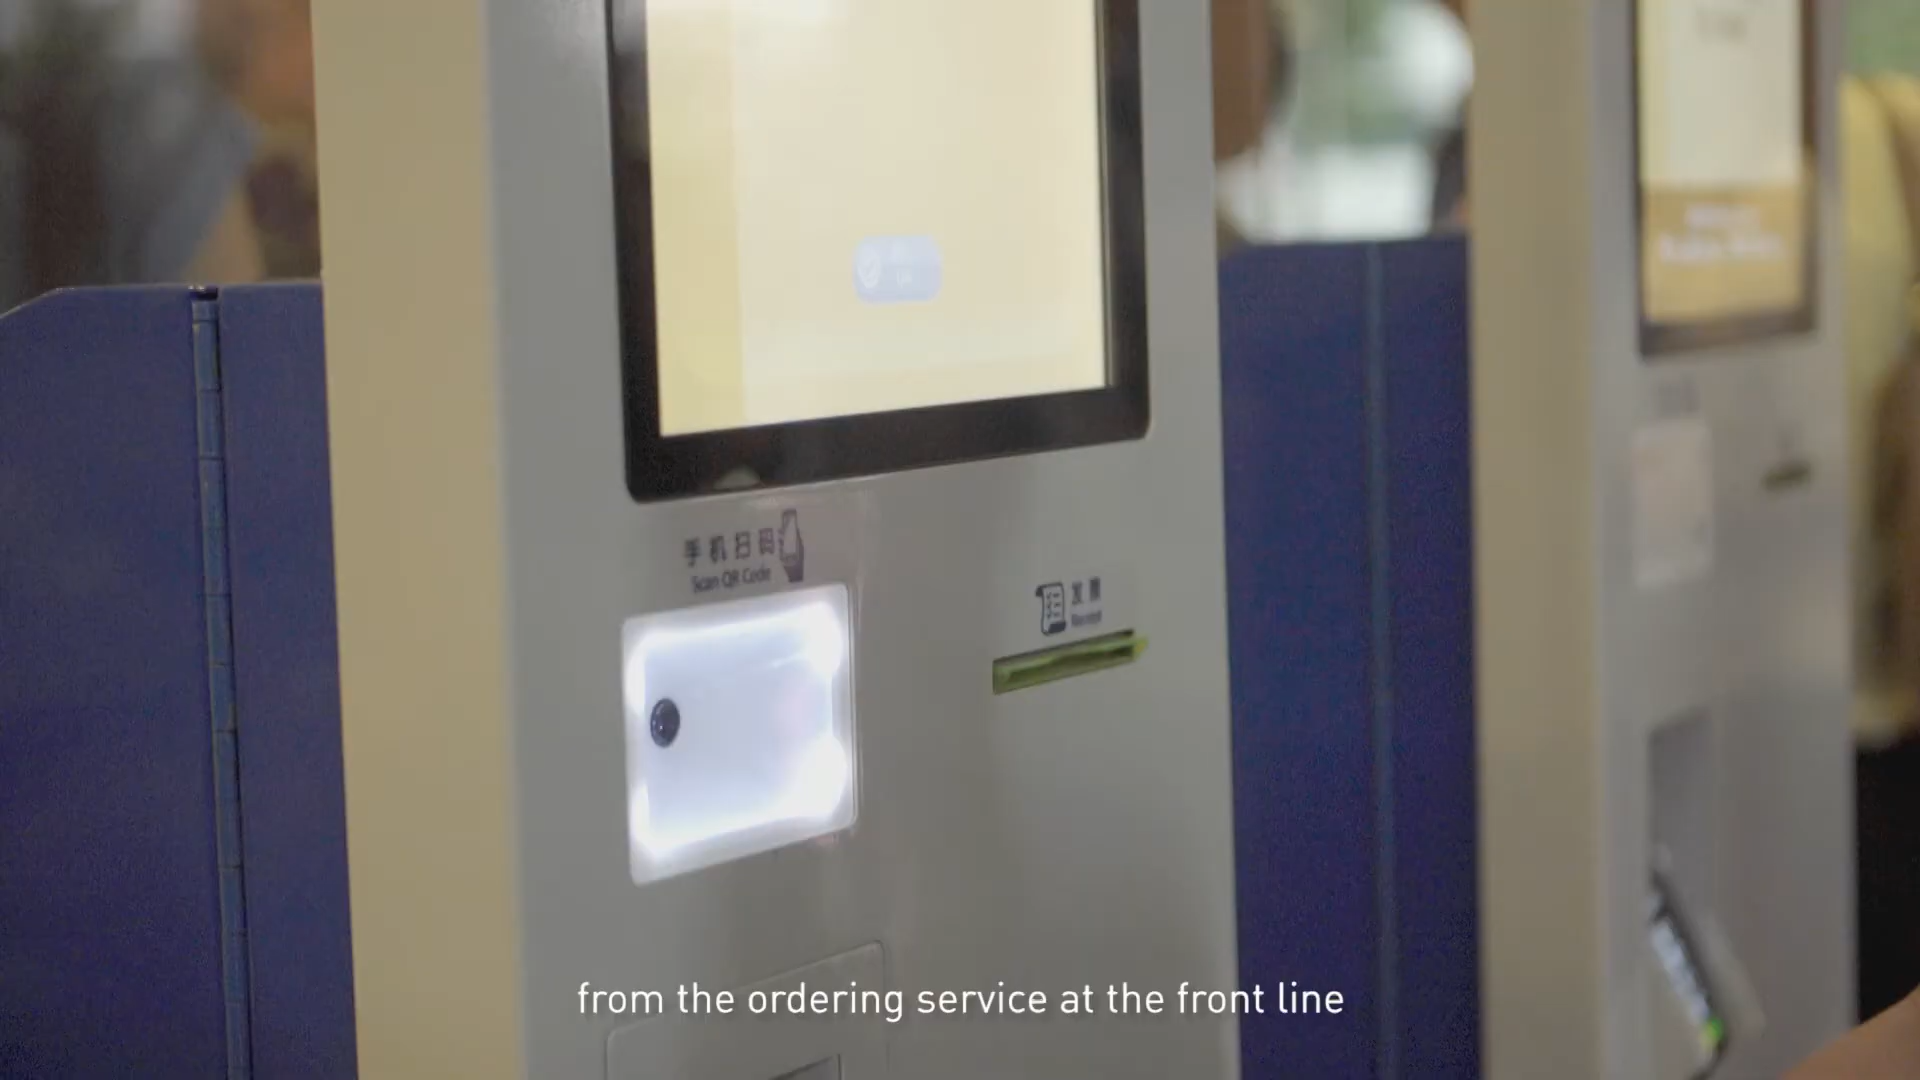 手机扫码
Scan QR Code
发票
Receipt
from the ordering service at the front line